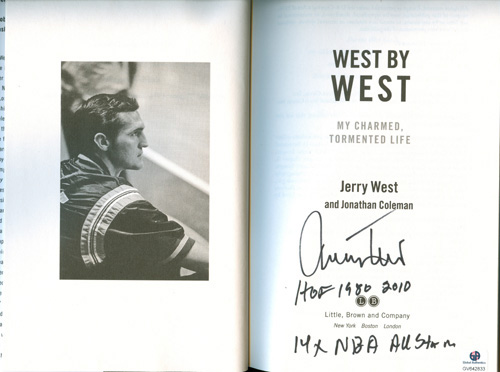 WEST BY
WEST
MY CHARMED,
TORMENTED LIFE
Jerry West
and Jonathan Coleman
HOF 1980 2010
L B
Little, Brown and Company
New York Boston London
14x NBA All Star
GV642833